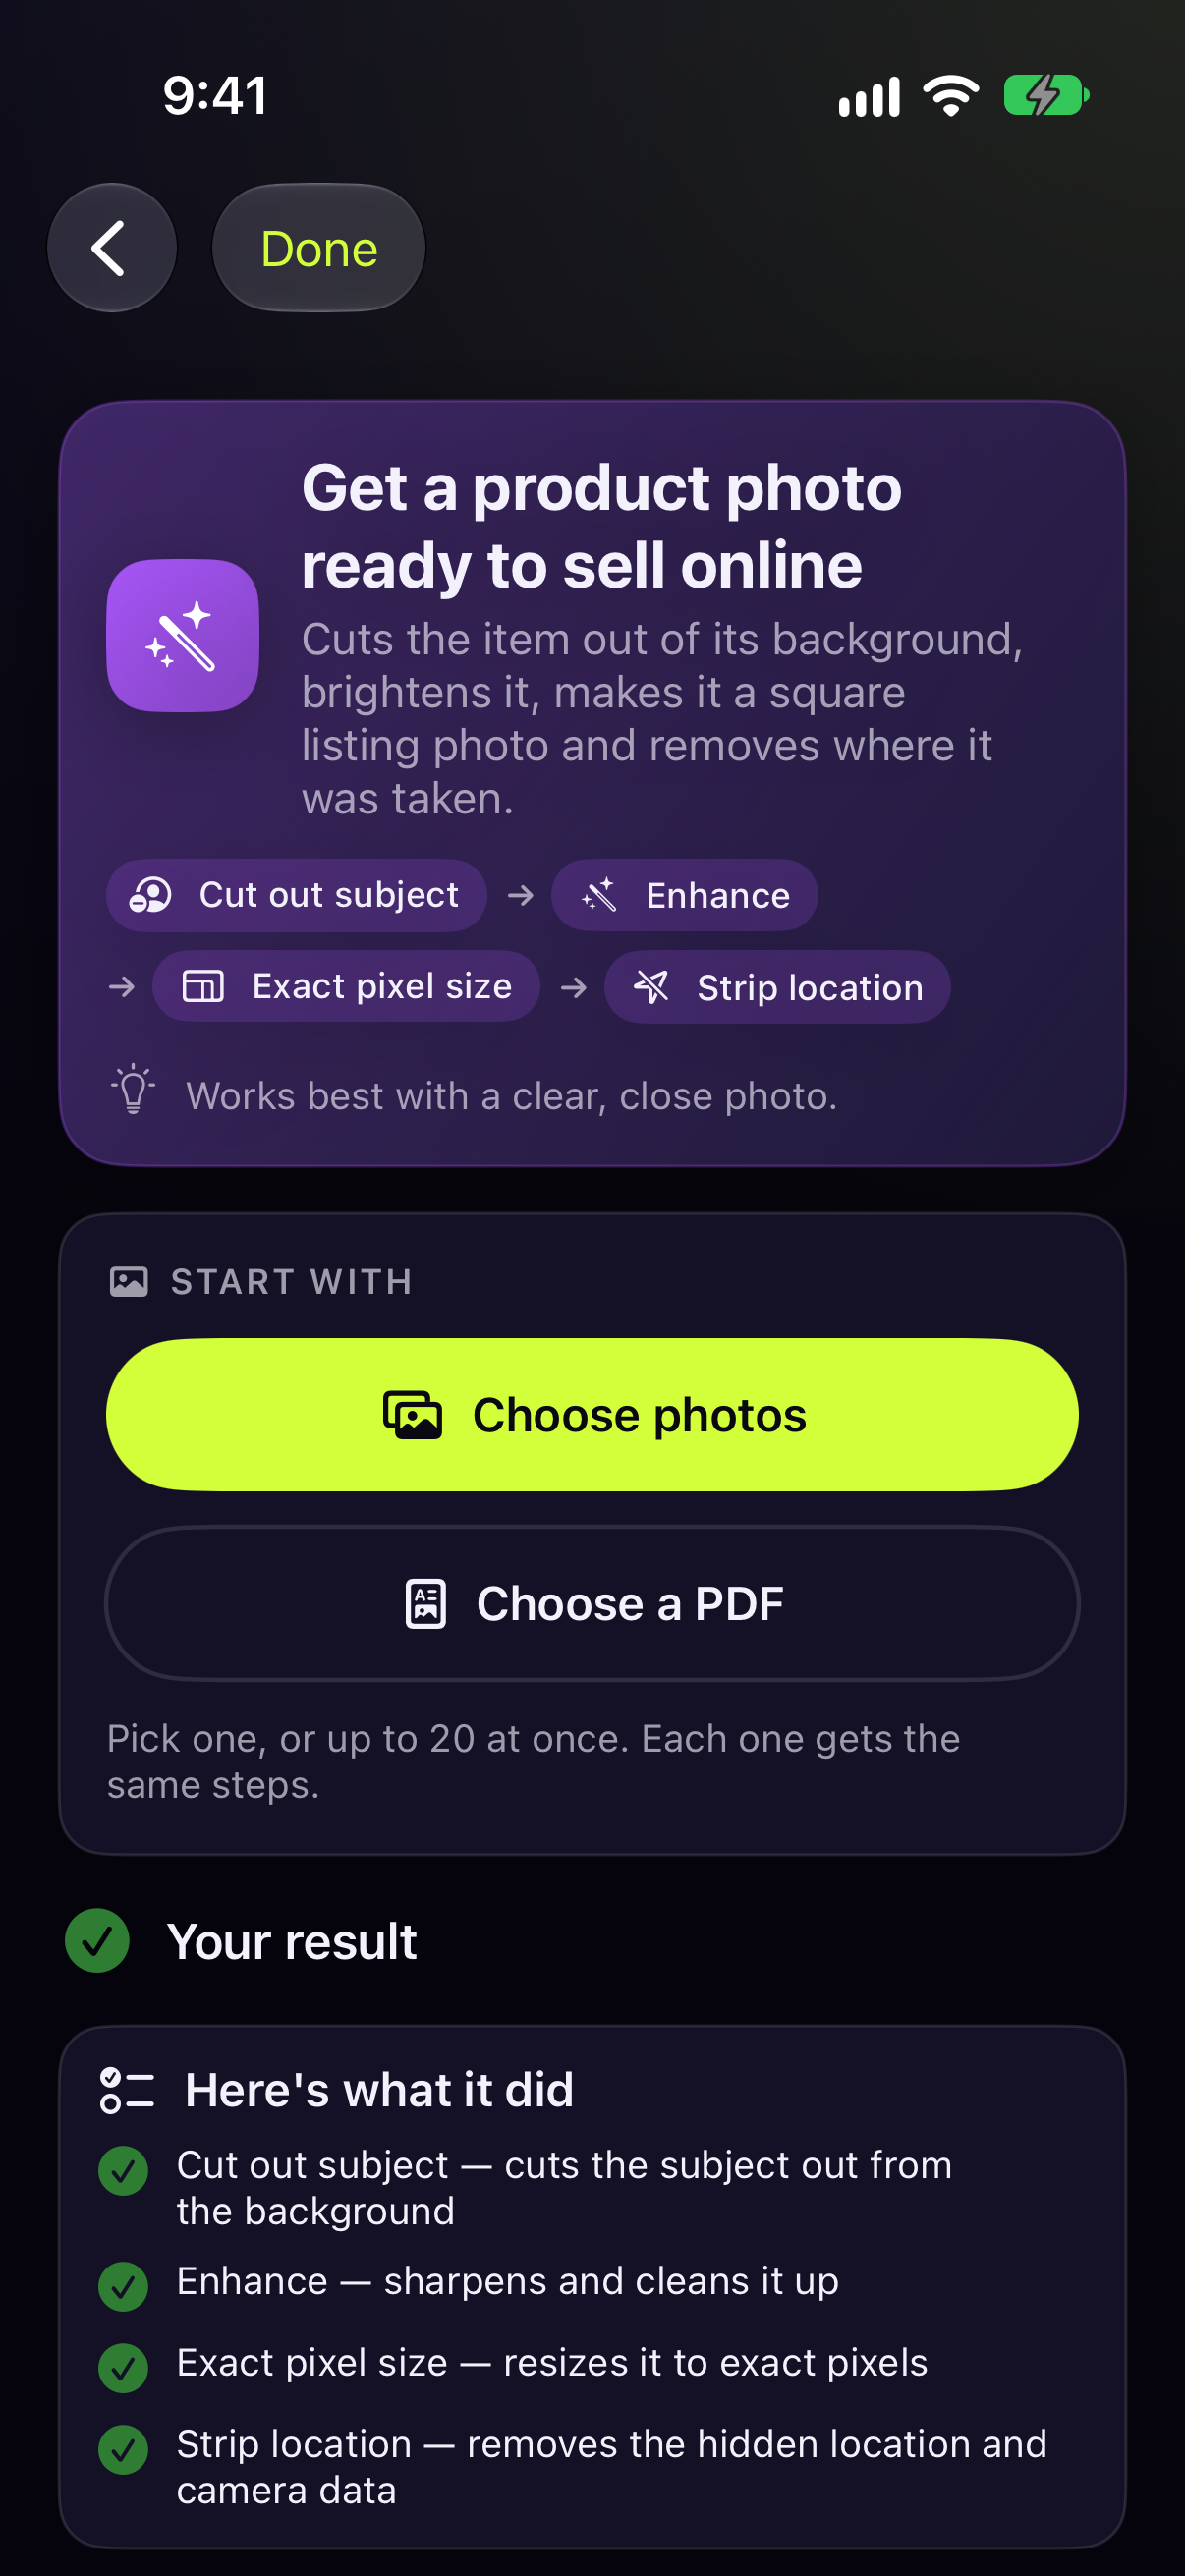 9:41
Done
Get a product photo
ready to sell online
Cuts the item out of its background,
brightens it, makes it a square
listing photo and removes where it
was taken.
Cut out subject → Enhance
→ Exact pixel size → Strip location
Works best with a clear, close photo.
START WITH
Choose photos
Choose a PDF
Pick one, or up to 20 at once. Each one gets the
same steps.
Your result
Here's what it did
Cut out subject — cuts the subject out from
the background
Enhance — sharpens and cleans it up
Exact pixel size — resizes it to exact pixels
Strip location — removes the hidden location and
camera data